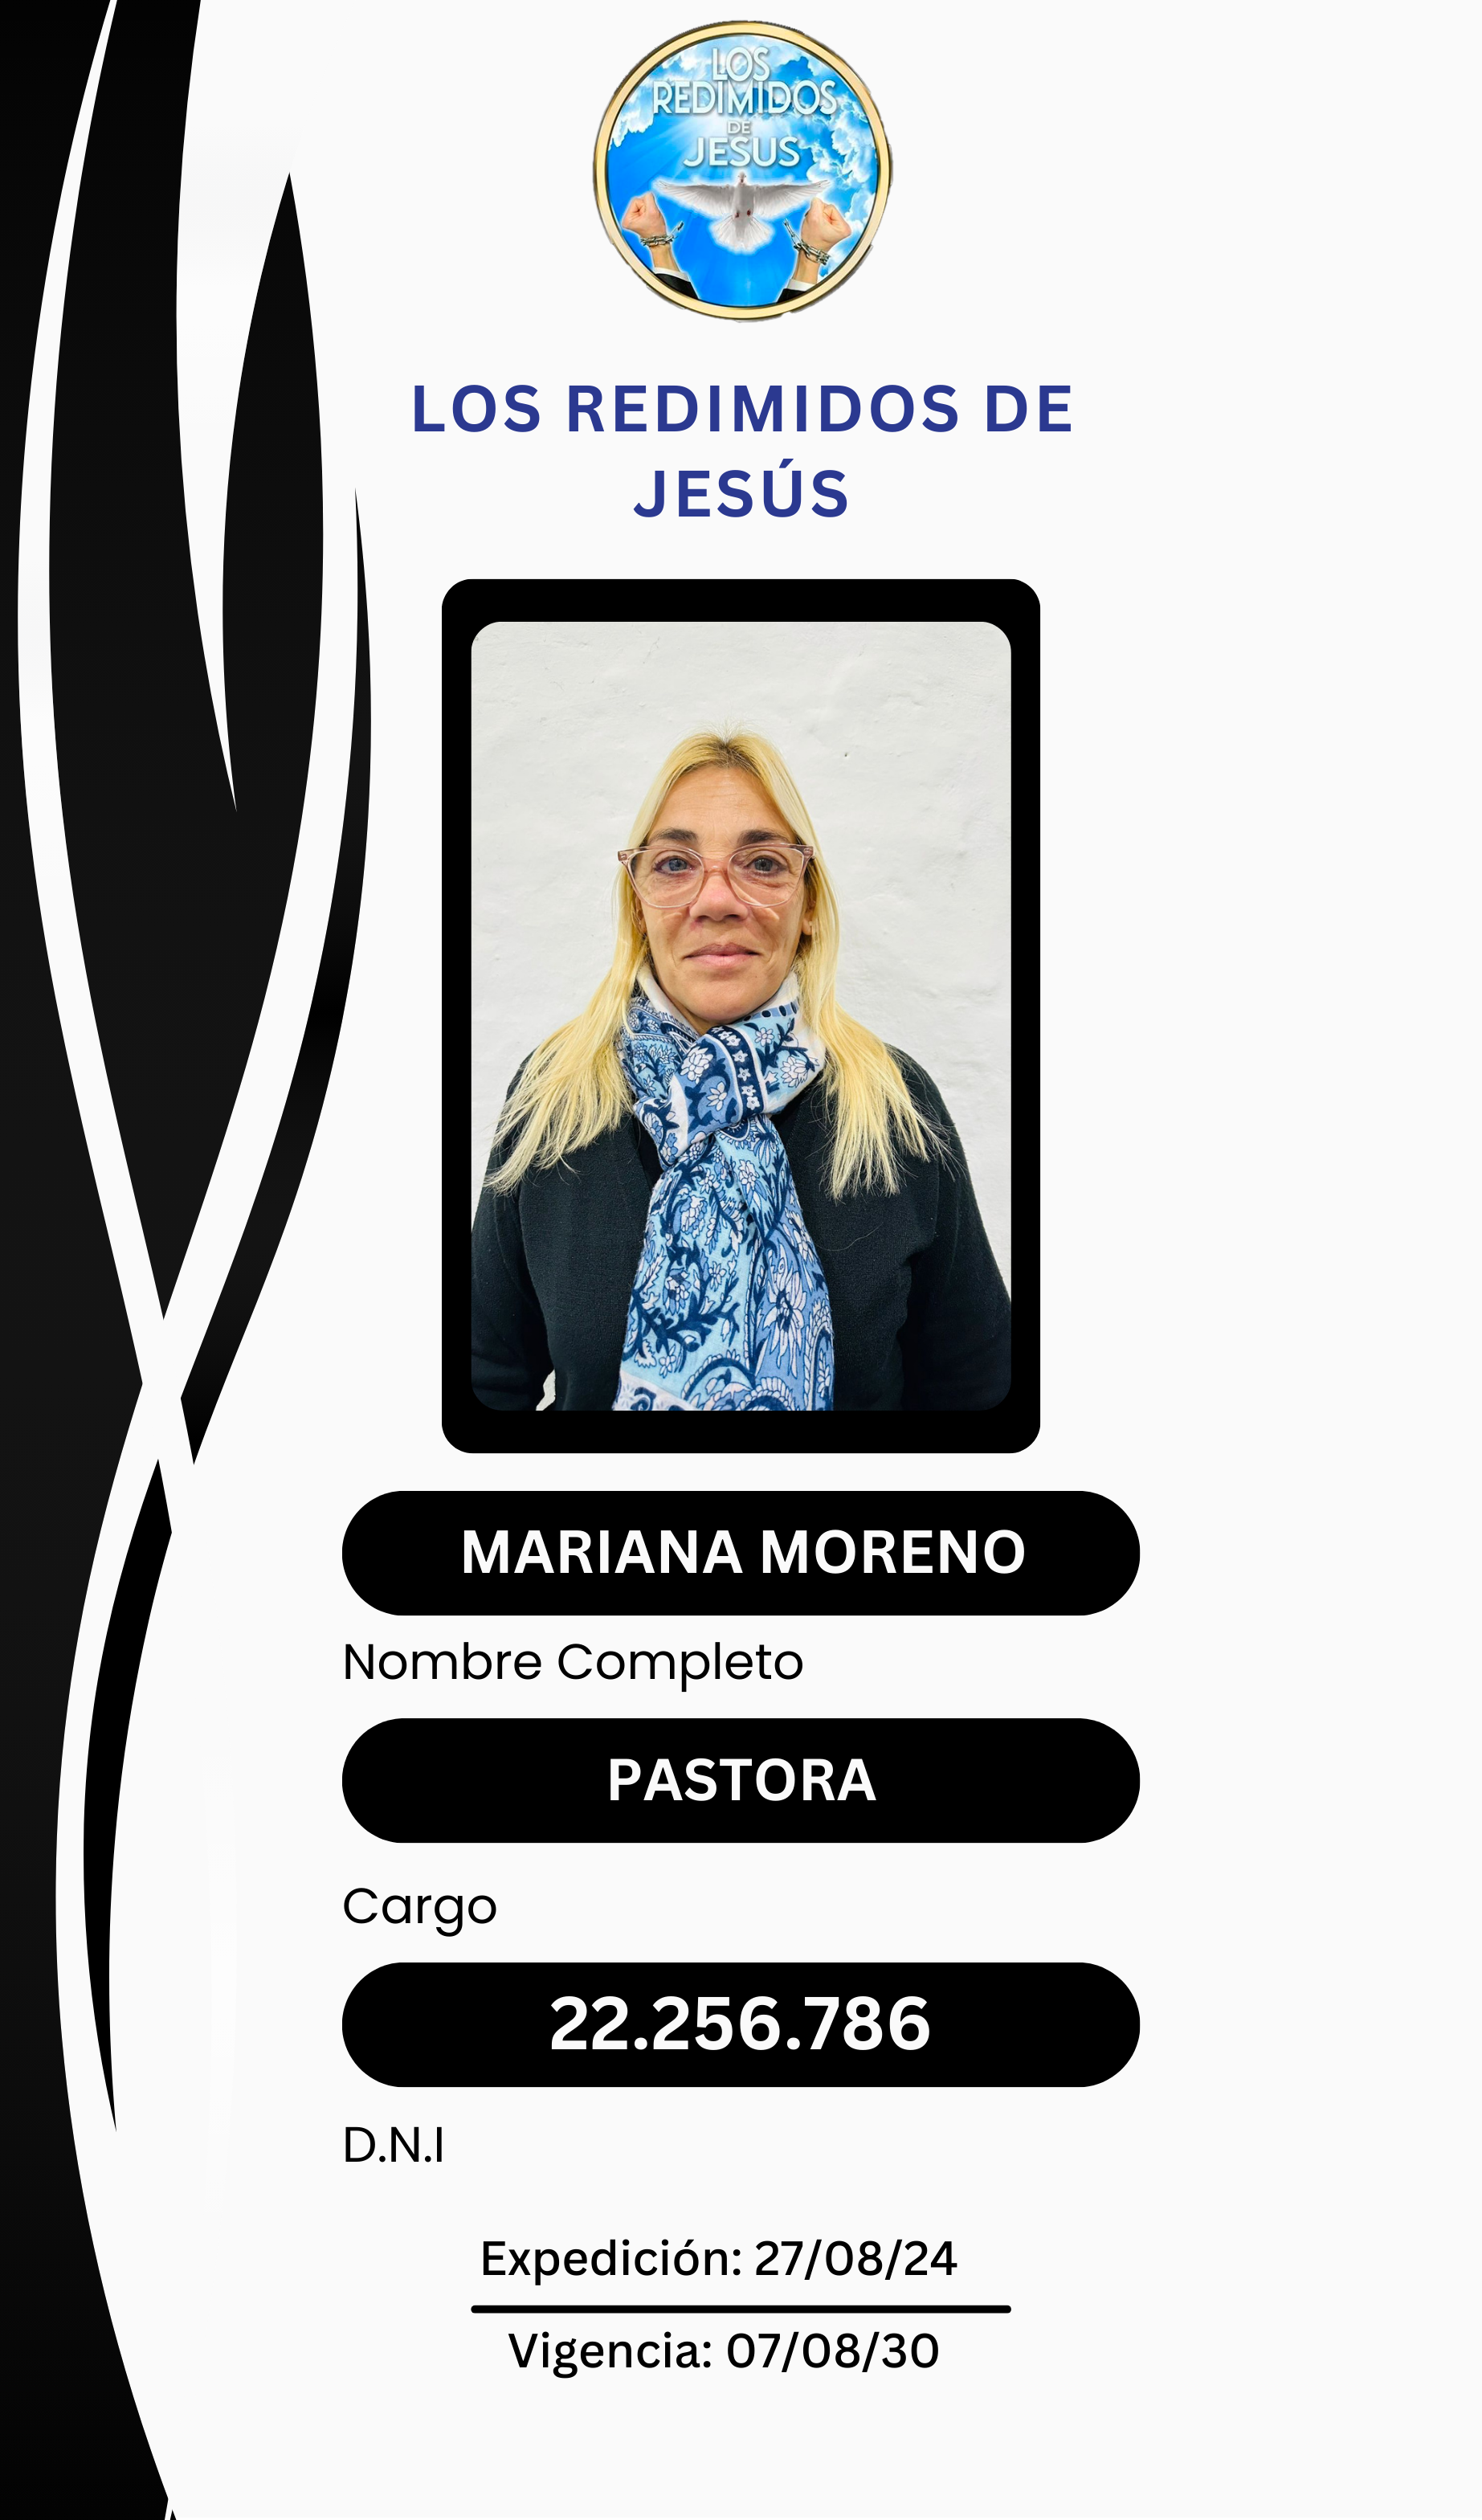 LOS
REDIMIDOS
DE
JESUS
LOS REDIMIDOS DE
JESÚS
MARIANA MORENO
Nombre Completo
PASTORA
Cargo
22.256.786
D.N.I
Expedición: 27/08/24
Vigencia: 07/08/30